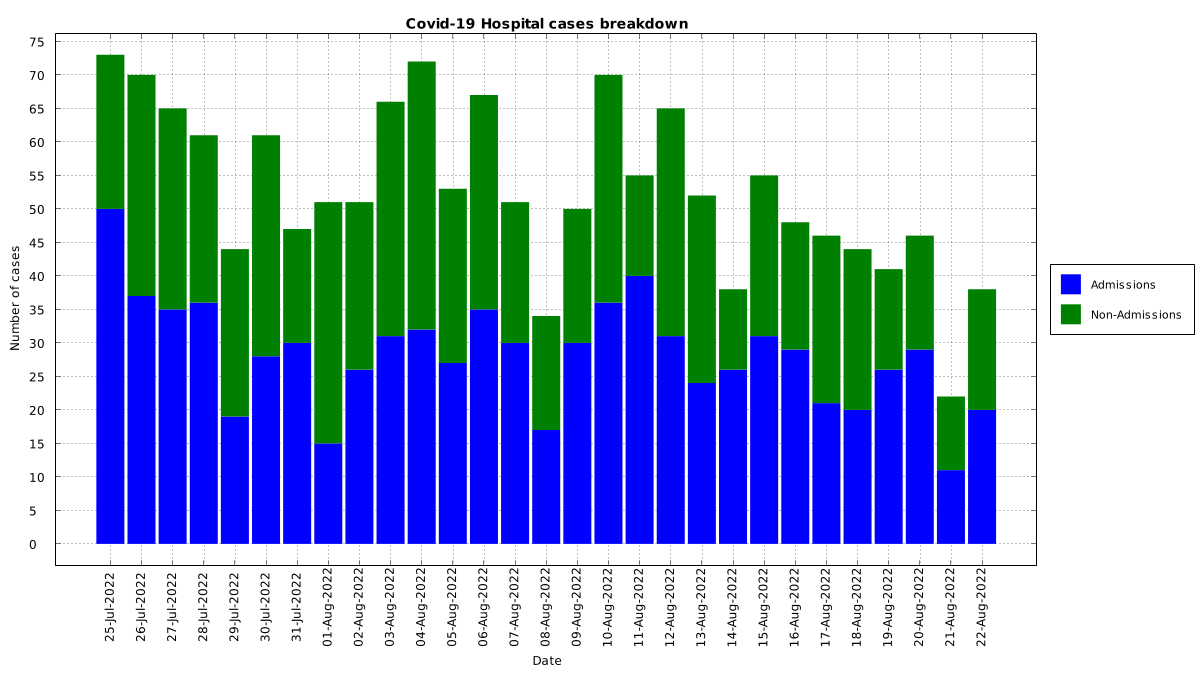 Covid-19 Hospital cases breakdown
75
70
65
60
55
50
45
40
35
30
25
20
15
10
5
0
Number of cases
25-Jul-2022
26-Jul-2022
27-Jul-2022
28-Jul-2022
29-Jul-2022
30-Jul-2022
31-Jul-2022
01-Aug-2022
02-Aug-2022
03-Aug-2022
04-Aug-2022
05-Aug-2022
06-Aug-2022
07-Aug-2022
08-Aug-2022
09-Aug-2022
10-Aug-2022
11-Aug-2022
12-Aug-2022
13-Aug-2022
14-Aug-2022
15-Aug-2022
16-Aug-2022
17-Aug-2022
18-Aug-2022
19-Aug-2022
20-Aug-2022
21-Aug-2022
22-Aug-2022
Date
Admissions
Non-Admissions